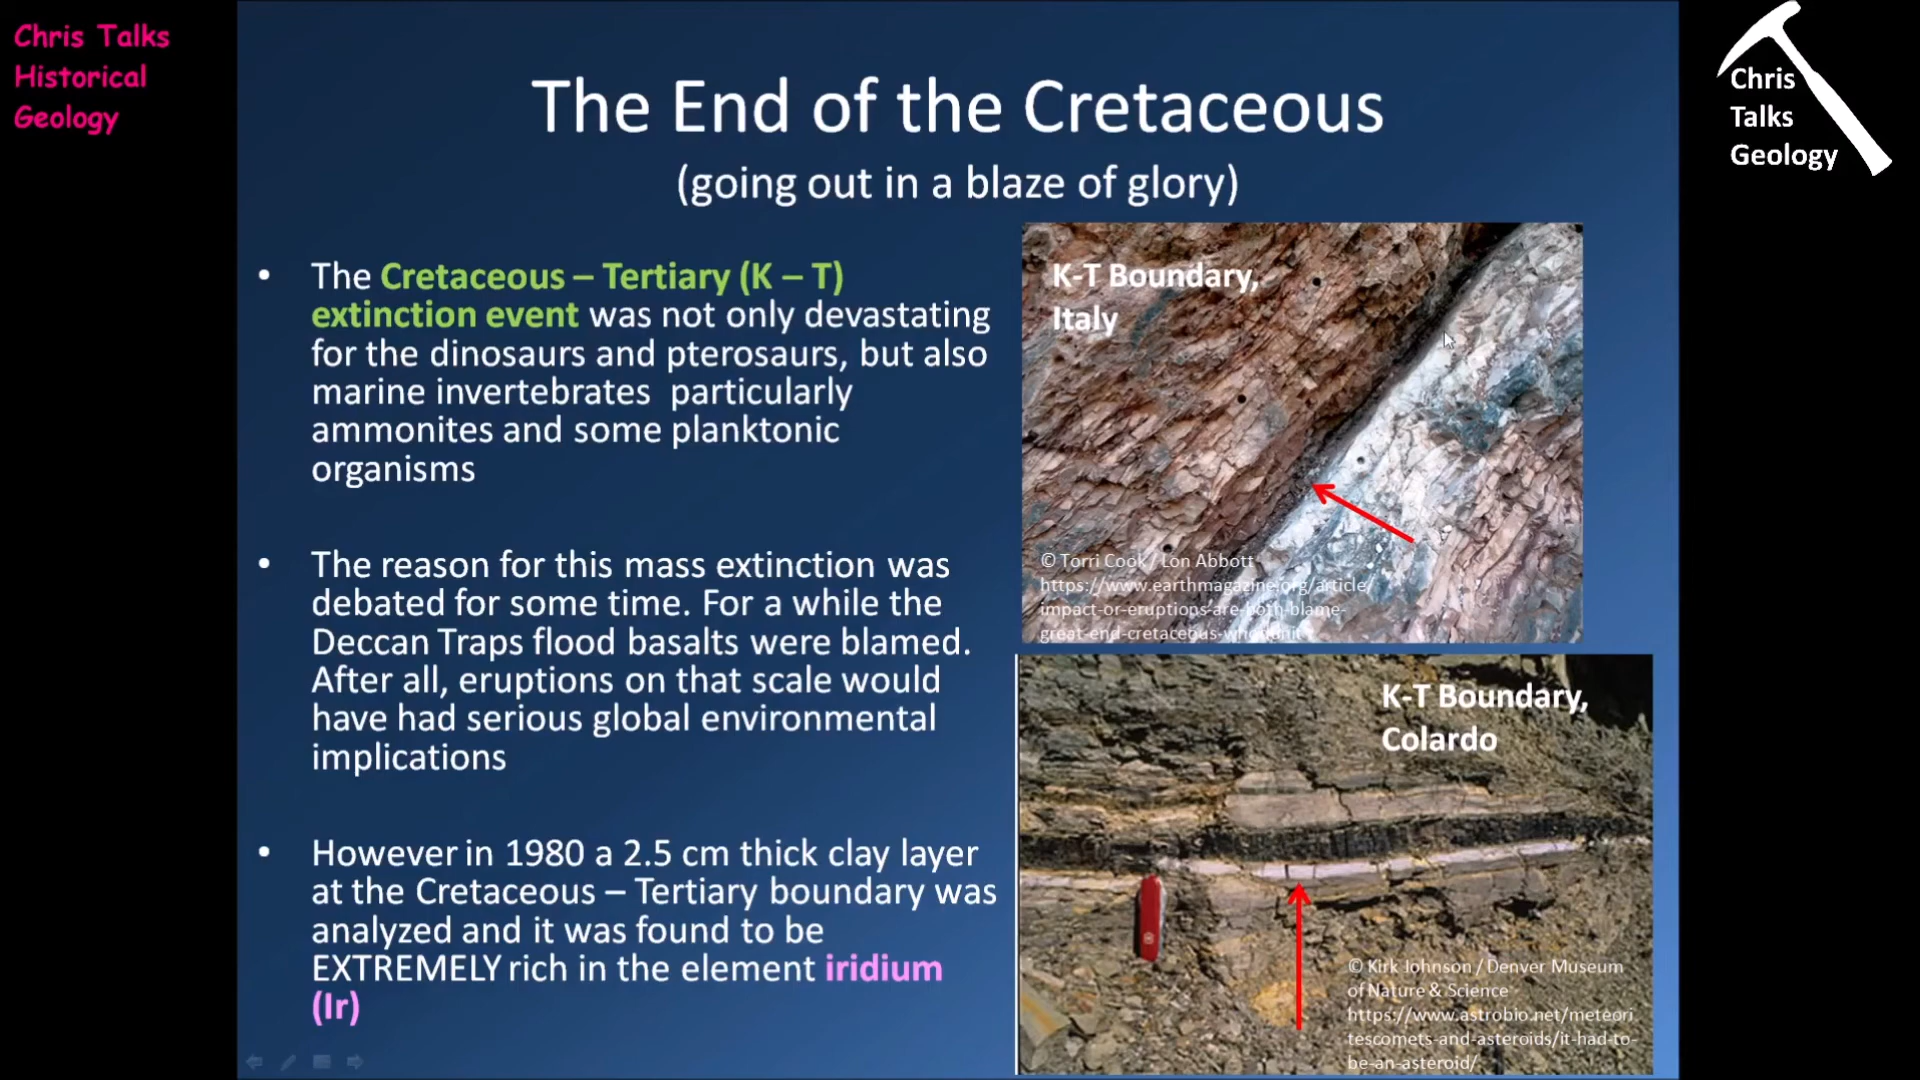 Chris Talks
Historical
Geology
Chris
Talks
Geology
The End of the Cretaceous
(going out in a blaze of glory)
• The Cretaceous – Tertiary (K – T)
extinction event was not only devastating
for the dinosaurs and pterosaurs, but also
marine invertebrates particularly
ammonites and some planktonic
organisms
• The reason for this mass extinction was
debated for some time. For a while the
Deccan Traps flood basalts were blamed.
After all, eruptions on that scale would
have had serious global environmental
implications
• However in 1980 a 2.5 cm thick clay layer
at the Cretaceous – Tertiary boundary was
analyzed and it was found to be
EXTREMELY rich in the element iridium
(Ir)
K-T Boundary,
Italy
© Torri Cook / Lon Abbott
https://www.earthmagazine.org/article/
impact-or-eruptions-are-both-blame-
great-end-cretaceous-whodunit
K-T Boundary,
Colardo
© Kirk Johnson / Denver Museum
of Nature & Science
https://www.astrobio.net/meteori
tescomets-and-asteroids/it-had-to-
be-an-asteroid/